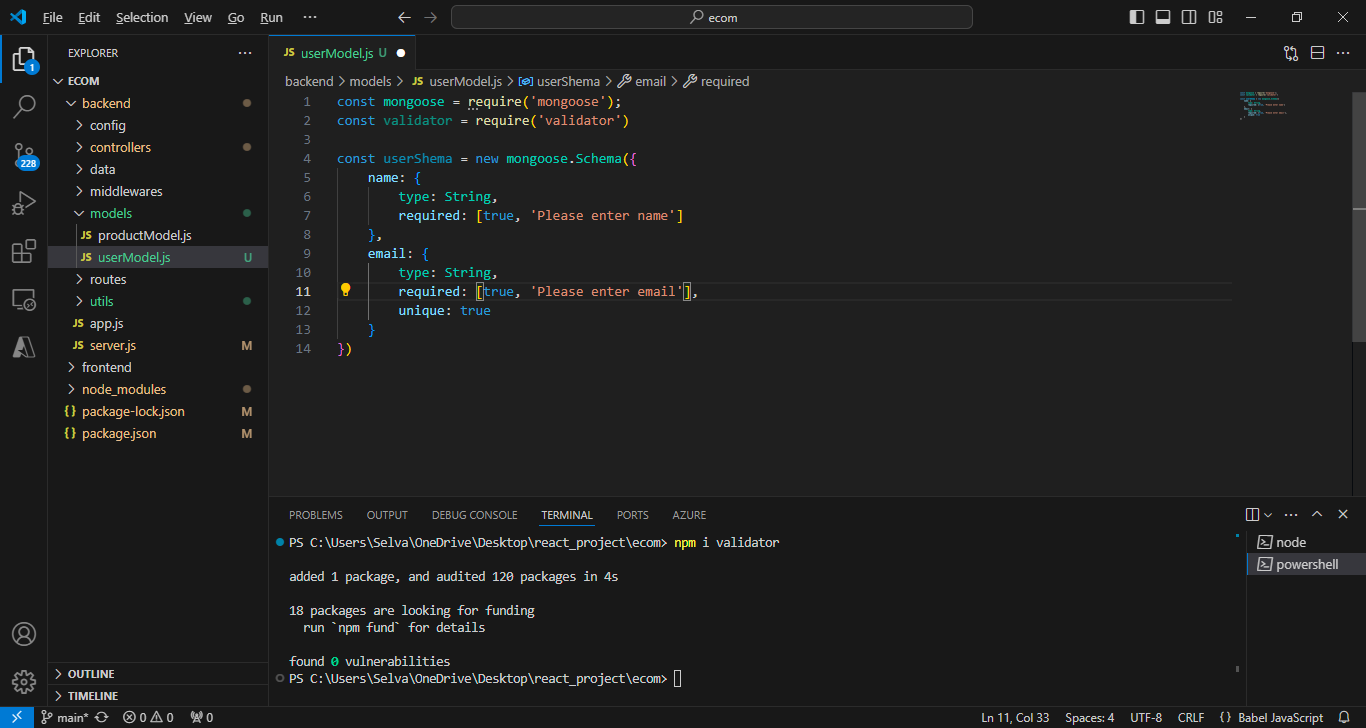 File Edit Selection View Go Run ··· ecom
EXPLORER ···
ECOM
backend
config
controllers
data
middlewares
models
JS productModel.js
JS userModel.js U
routes
utils
JS app.js
JS server.js M
frontend
node_modules
{} package-lock.json M
{} package.json M
OUTLINE
TIMELINE
1
228
JS userModel.js U
backend > models > JS userModel.js > userShema > email > required
1 const mongoose = require('mongoose');
2 const validator = require('validator')
3
4 const userShema = new mongoose.Schema({
5 name: {
6 type: String,
7 required: [true, 'Please enter name']
8 },
9 email: {
10 type: String,
11 required: [true, 'Please enter email'],
12 unique: true
13 }
14 })
PROBLEMS OUTPUT DEBUG CONSOLE TERMINAL PORTS AZURE
PS C:\Users\Selva\OneDrive\Desktop\react_project\ecom> npm i validator
added 1 package, and audited 120 packages in 4s
18 packages are looking for funding
run `npm fund` for details
found 0 vulnerabilities
PS C:\Users\Selva\OneDrive\Desktop\react_project\ecom>
node
powershell
main* 0 0 0 Ln 11, Col 33 Spaces: 4 UTF-8 CRLF {} Babel JavaScript